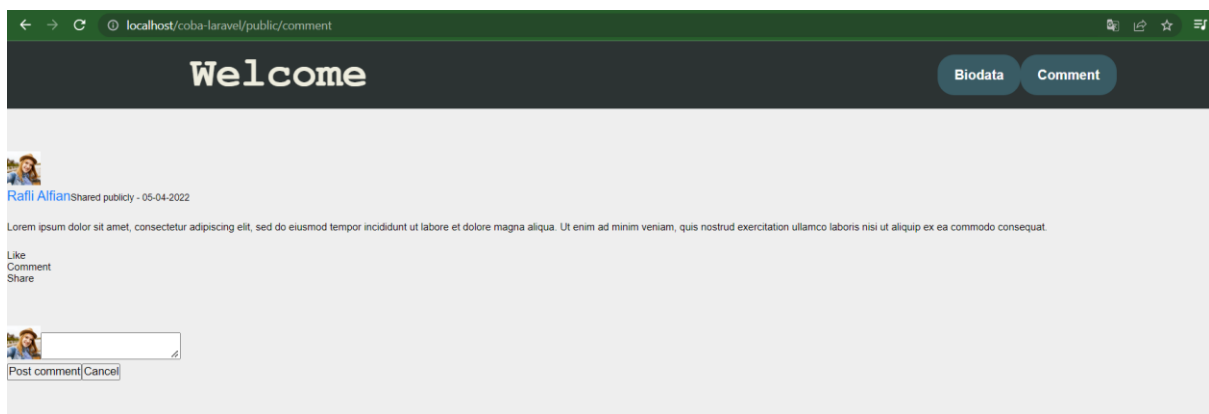 localhost/coba-laravel/public/comment
Welcome
Biodata
Comment
Rafli Alfian Shared publicly - 05-04-2022
Lorem ipsum dolor sit amet, consectetur adipiscing elit, sed do eiusmod tempor incididunt ut labore et dolore magna aliqua. Ut enim ad minim veniam, quis nostrud exercitation ullamco laboris nisi ut aliquip ex ea commodo consequat.
Like
Comment
Share
Post comment Cancel